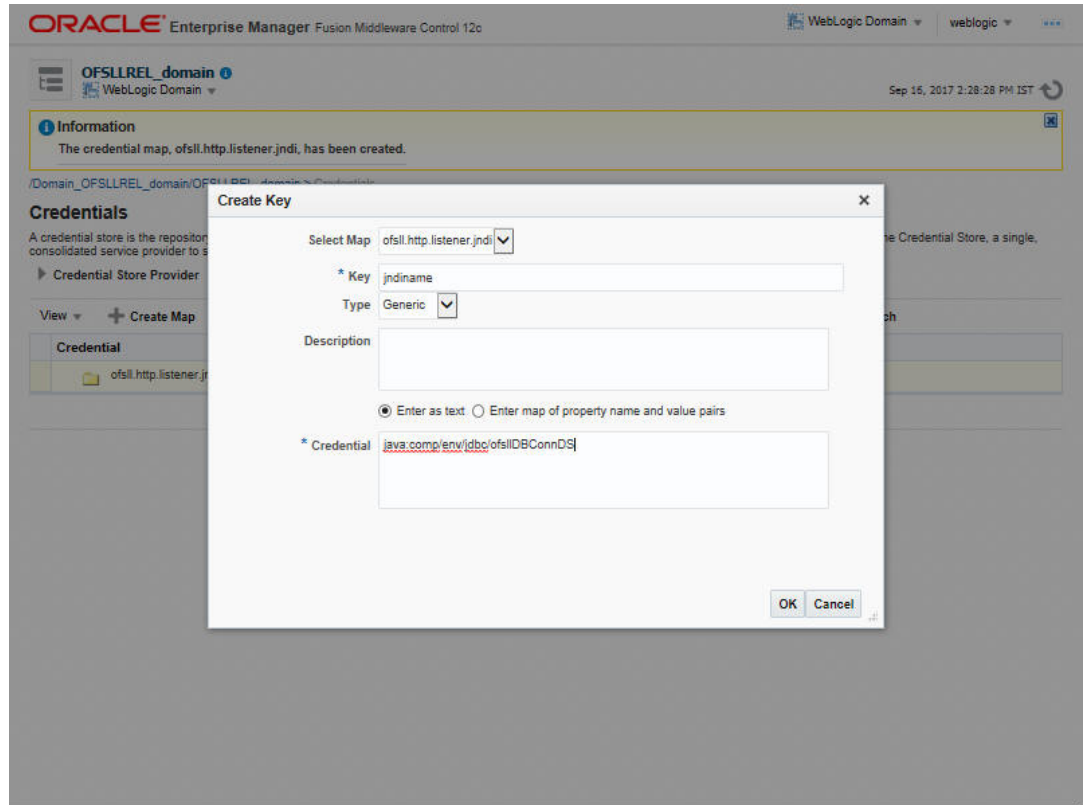 ORACLE Enterprise Manager Fusion Middleware Control 12c
WebLogic Domain
weblogic
OFSLLREL_domain
WebLogic Domain
Sep 16, 2017 2:28:28 PM IST
Information
The credential map, ofsll.http.listener.jndi, has been created.
/Domain_OFSLLREL_domain/OFSLLREL_domain > Credentials
Credentials
A credential store is the repository
he Credential Store, a single,
consolidated service provider to s
Credential Store Provider
View
Create Map
ch
Credential
ofsll.http.listener.j
Create Key
Select Map ofsll.http.listener.jndi
* Key jndiname
Type Generic
Description
Enter as text Enter map of property name and value pairs
* Credential java:comp/env/jdbc/ofsllDBConnDS
OK Cancel